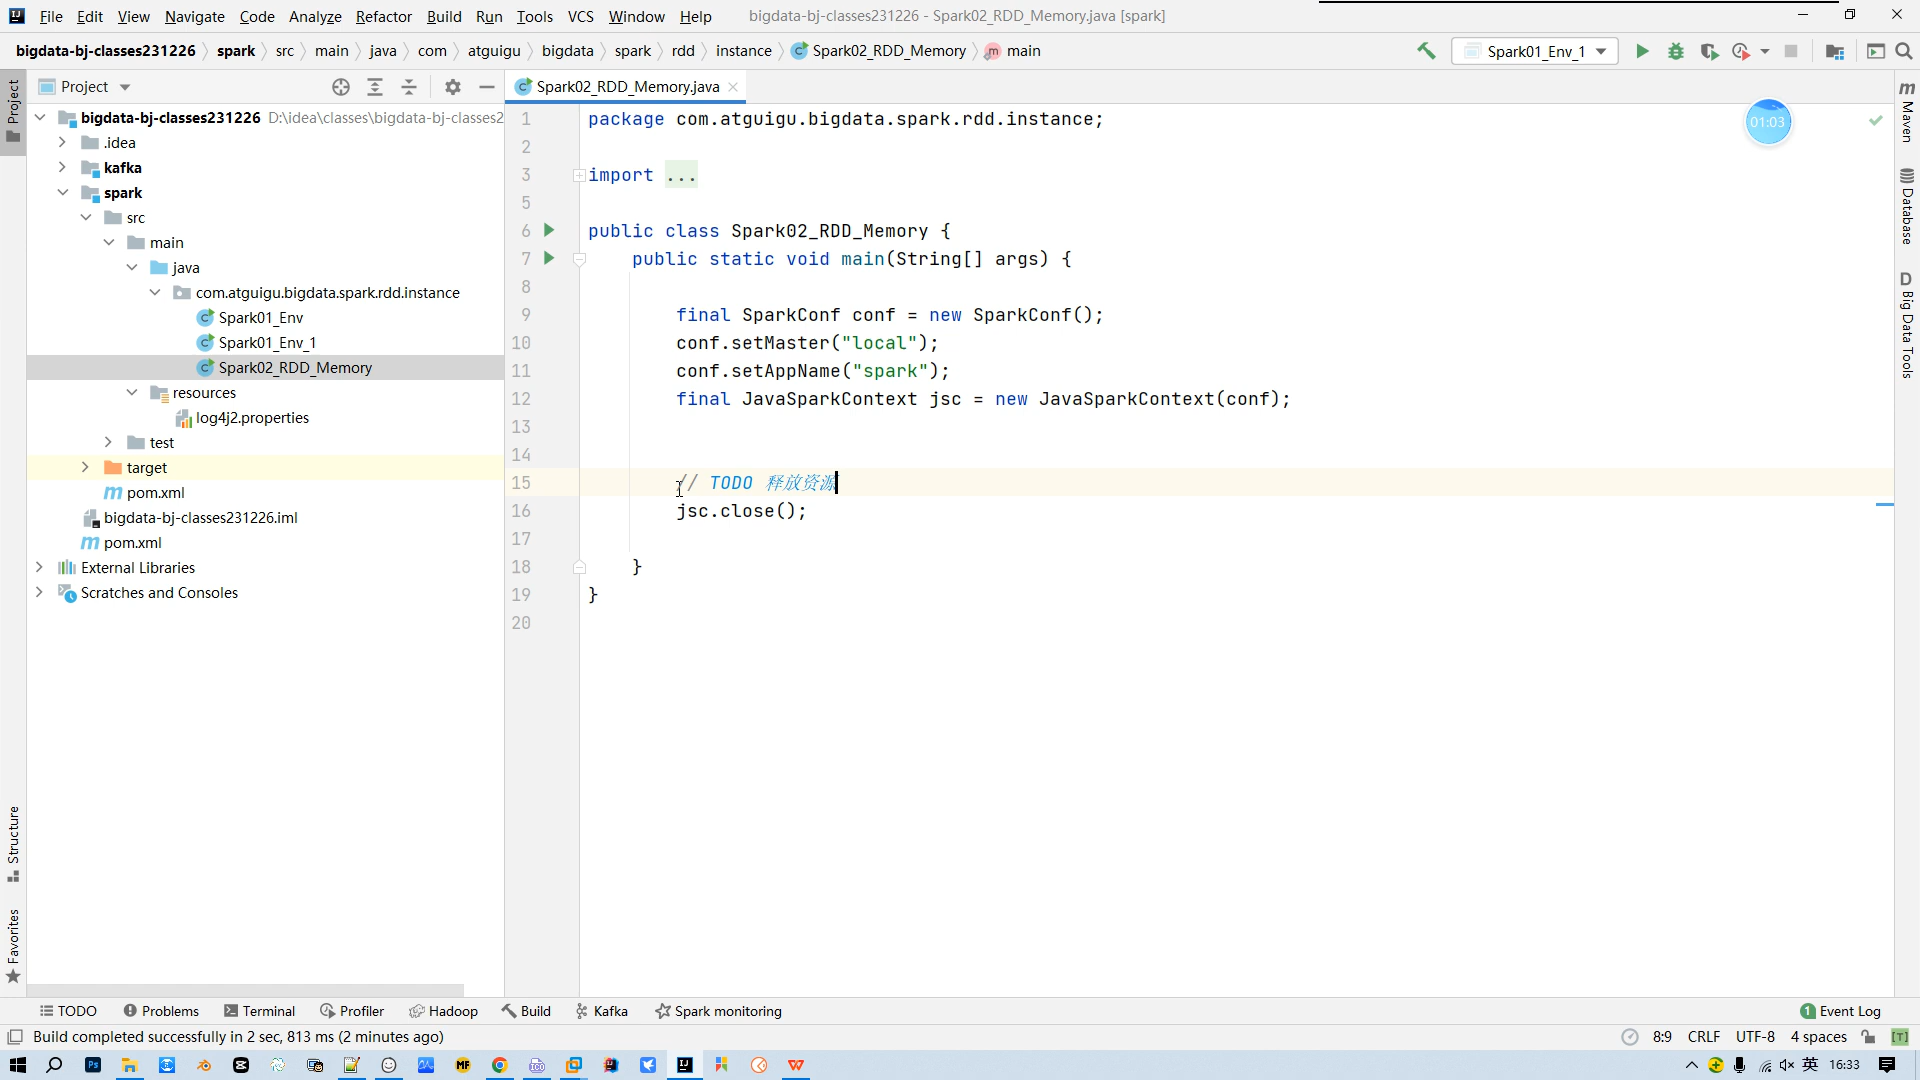 File Edit View Navigate Code Analyze Refactor Build Run Tools VCS Window Help bigdata-bj-classes231226 - Spark02_RDD_Memory.java [spark]
bigdata-bj-classes231226 spark src main java com atguigu bigdata spark rdd instance Spark02_RDD_Memory main Spark01_Env_1
Project Spark02_RDD_Memory.java
bigdata-bj-classes231226 D:\idea\classes\bigdata-bj-classes2
.idea
kafka
spark
src
main
java
com.atguigu.bigdata.spark.rdd.instance
Spark01_Env
Spark01_Env_1
Spark02_RDD_Memory
resources
log4j2.properties
test
target
pom.xml
bigdata-bj-classes231226.iml
pom.xml
External Libraries
Scratches and Consoles
1 package com.atguigu.bigdata.spark.rdd.instance;
2
3 import ...
5
6 public class Spark02_RDD_Memory {
7 public static void main(String[] args) {
8
9 final SparkConf conf = new SparkConf();
10 conf.setMaster("local");
11 conf.setAppName("spark");
12 final JavaSparkContext jsc = new JavaSparkContext(conf);
13
14
15 // TODO 释放资源
16 jsc.close();
17
18 }
19 }
20
01:03
Project
Structure
Favorites
Maven
Database
Big Data Tools
TODO Problems Terminal Profiler Hadoop Build Kafka Spark monitoring 1 Event Log
Build completed successfully in 2 sec, 813 ms (2 minutes ago) 8:9 CRLF UTF-8 4 spaces [T]
Ps MF 英 16:33